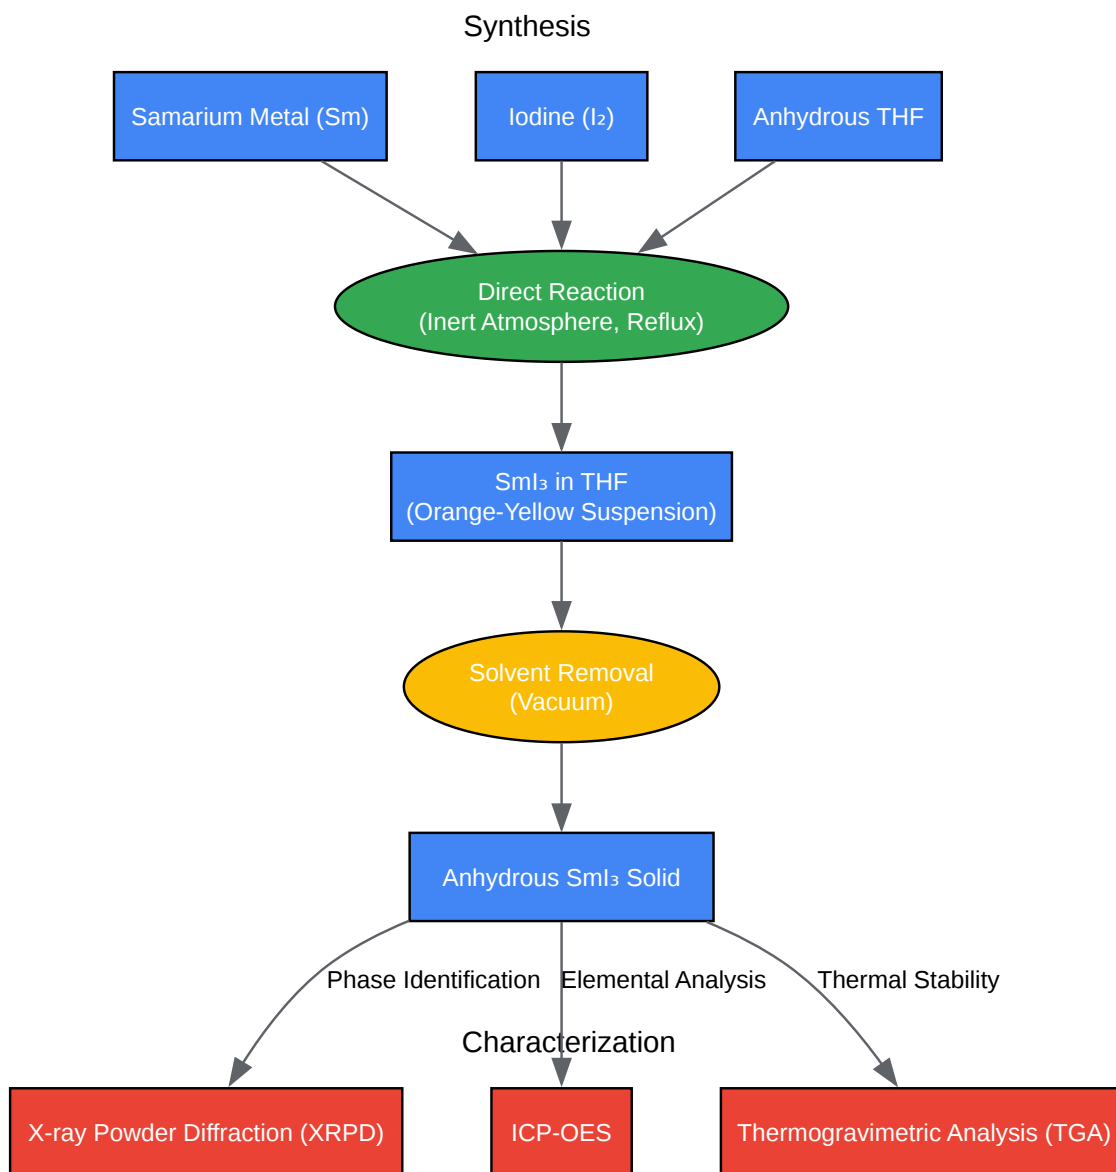 Synthesis
Samarium Metal (Sm)
Iodine (I₂)
Anhydrous THF
Direct Reaction
(Inert Atmosphere, Reflux)
SmI₃ in THF
(Orange-Yellow Suspension)
Solvent Removal
(Vacuum)
Anhydrous SmI₃ Solid
Phase Identification
Elemental Analysis
Thermal Stability
Characterization
X-ray Powder Diffraction (XRPD)
ICP-OES
Thermogravimetric Analysis (TGA)